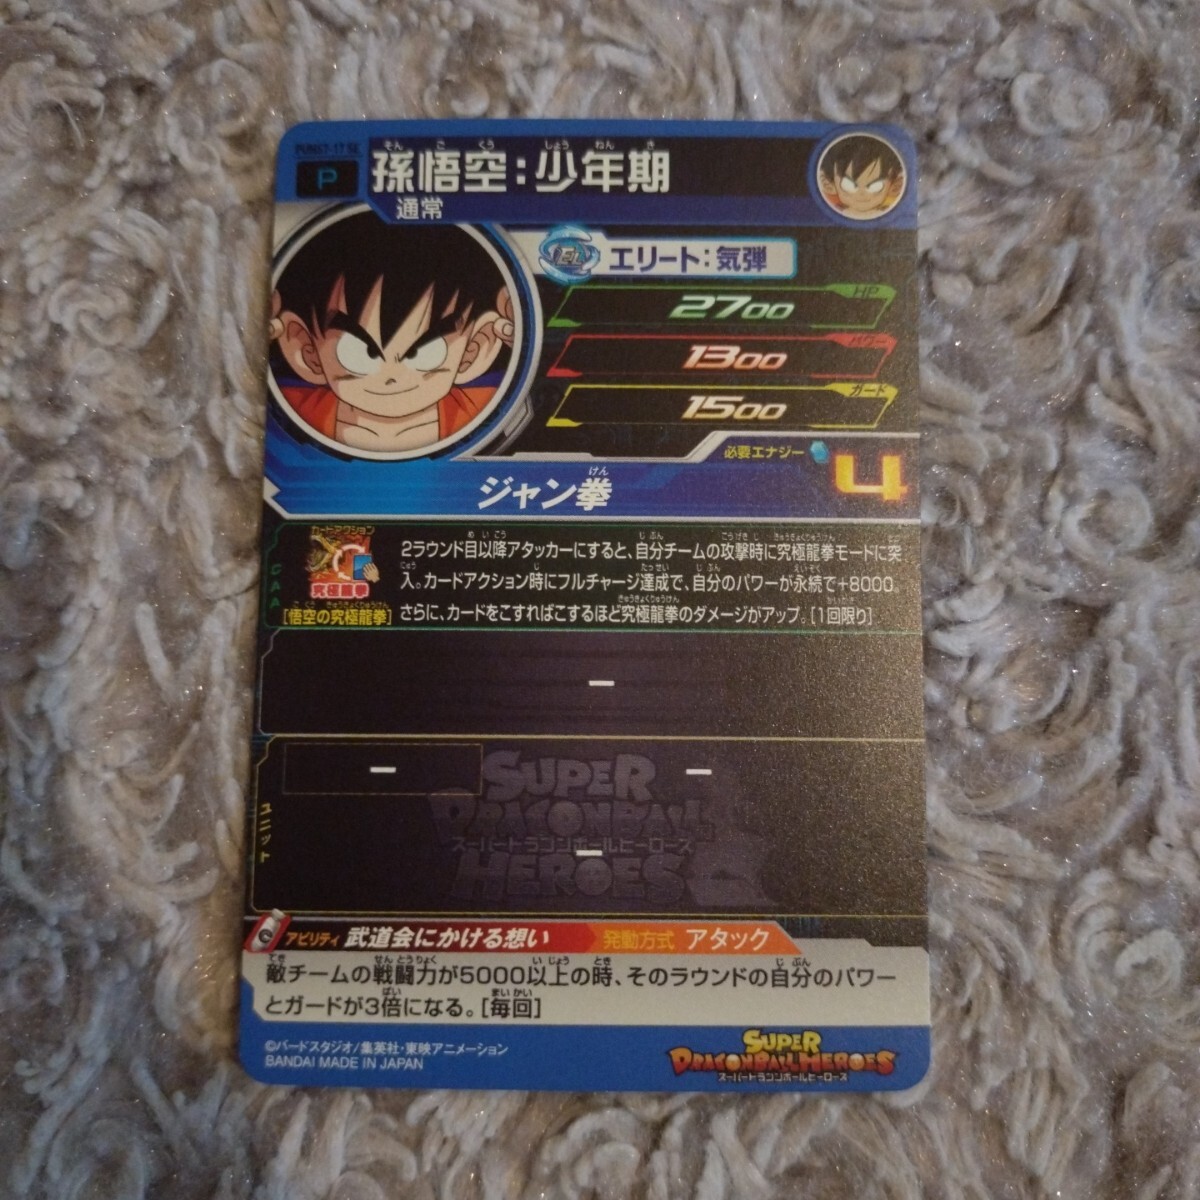 P
孫悟空:少年期
通常
エリート:気弾
HP
2700
パワー
1300
ガード
1500
必要エナジー 4
ジャン拳
CAA
カードアクション
究極龍拳
[悟空の究極龍拳]
2ラウンド目以降アタッカーにすると、自分チームの攻撃時に究極龍拳モードに突
入。カードアクション時にフルチャージ達成で、自分のパワーが永続で+8000
さらに、カードをこすればこするほど究極龍拳のダメージがアップ。[1回限り]
ー
ユニット
ー ー
ー
SUPER
DRAGONBALL
スーパードラゴンボールヒーローズ
HEROES
アビリティ 武道会にかける想い 発動方式 アタック
敵チームの戦闘力が5000以上の時、そのラウンドの自分のパワー
とガードが3倍になる。[毎回]
©バードスタジオ/集英社・東映アニメーション
BANDAI MADE IN JAPAN
SUPER
DRAGONBALL HEROES
スーパードラゴンボールヒーローズ